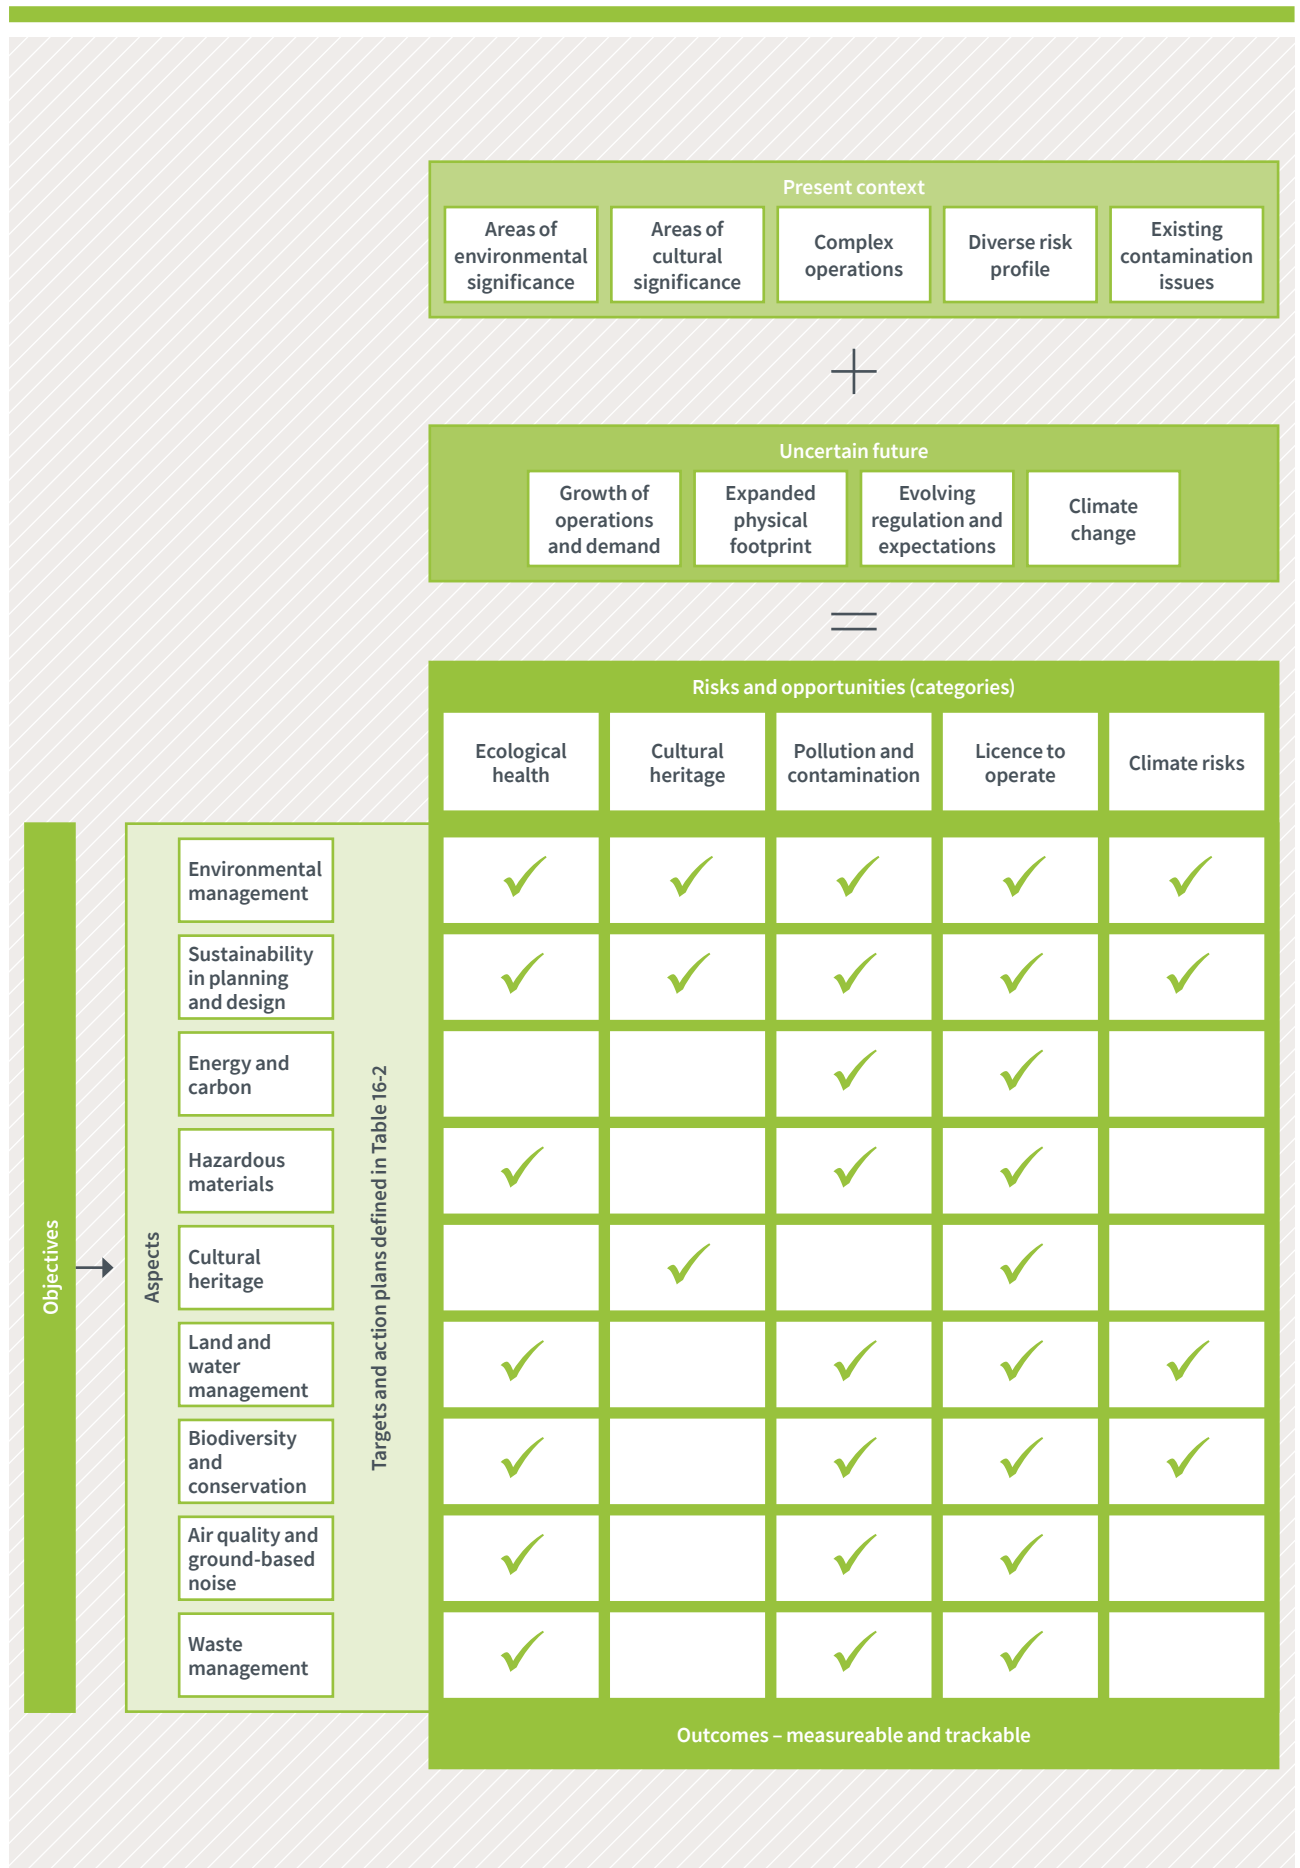 Present context
Areas of
environmental
significance
Areas of
cultural
significance
Complex
operations
Diverse risk
profile
Existing
contamination
issues
Uncertain future
Growth of
operations
and demand
Expanded
physical
footprint
Evolving
regulation and
expectations
Climate
change
Risks and opportunities (categories)
Ecological
health
Cultural
heritage
Pollution and
contamination
Licence to
operate
Climate risks
Objectives
Aspects
Environmental
management
Sustainability
in planning
and design
Energy and
carbon
Hazardous
materials
Cultural
heritage
Land and
water
management
Biodiversity
and
conservation
Air quality and
ground-based
noise
Waste
management
Targets and action plans defined in Table 16-2
Outcomes – measureable and trackable